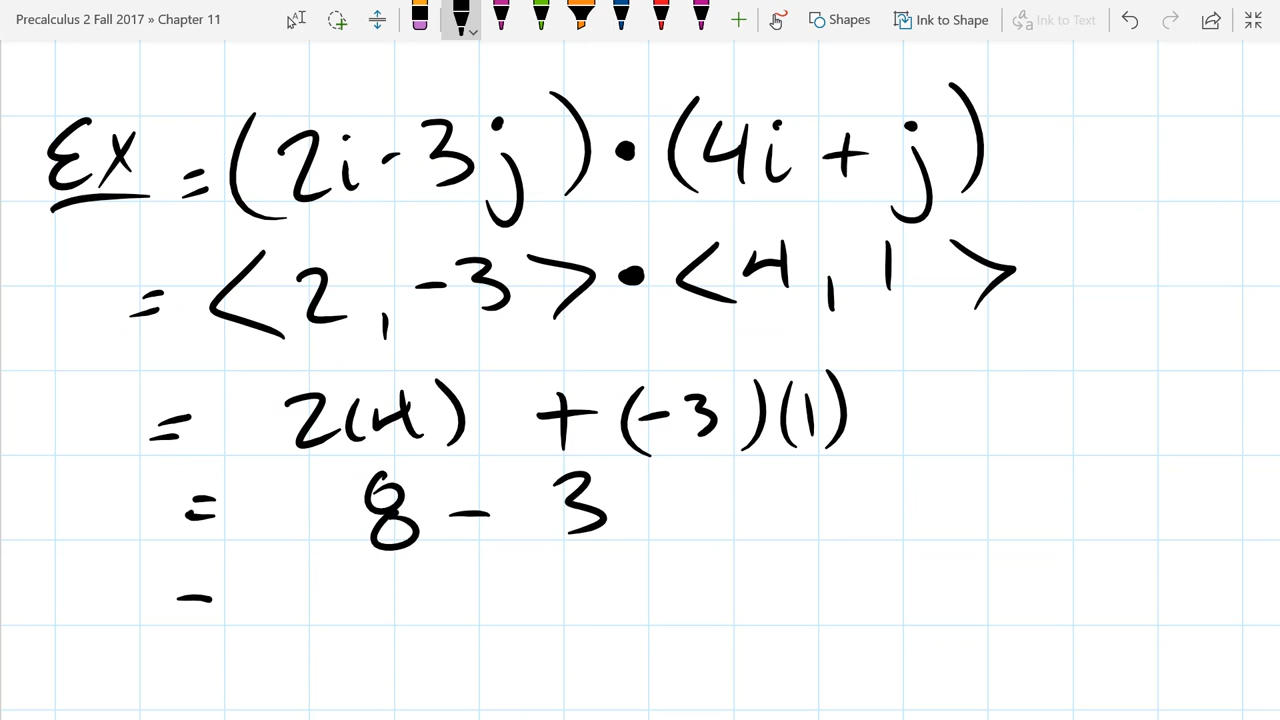 Precalculus 2 Fall 2017 » Chapter 11 Shapes Ink to Shape Ink to Text
Ex = (2i - 3j) • (4i + j)
= < 2, -3 > • < 4, 1 >
= 2(4) + (-3)(1)
= 8 - 3
-